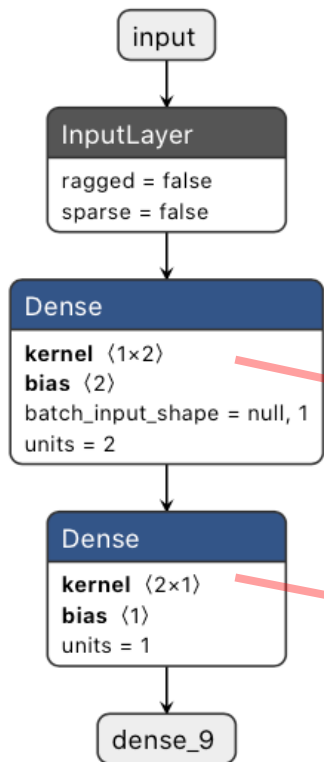 input
InputLayer
ragged = false
sparse = false
Dense
kernel 〈1×2〉
bias 〈2〉
batch_input_shape = null, 1
units = 2
Dense
kernel 〈2×1〉
bias 〈1〉
units = 1
dense_9